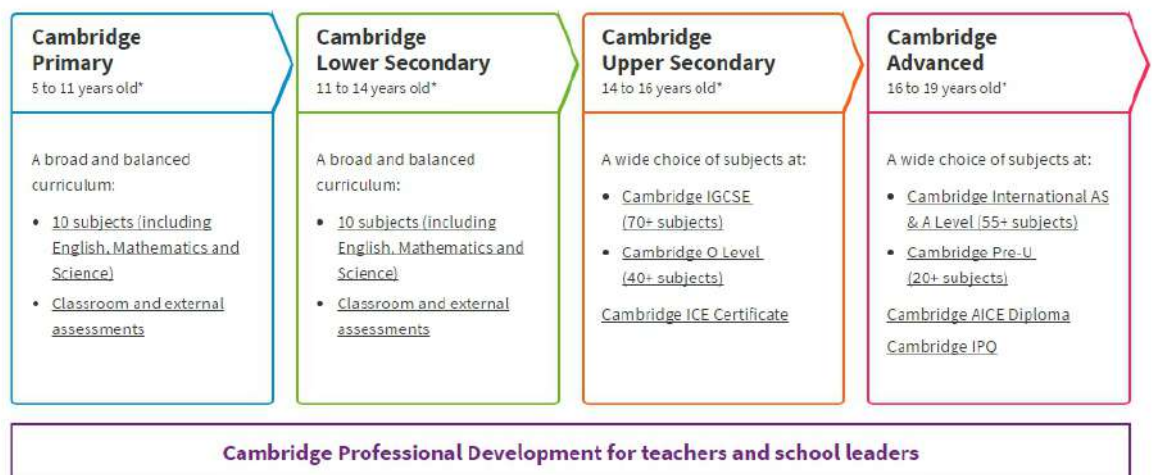 Cambridge
Primary
5 to 11 years old*
A broad and balanced
curriculum:
• 10 subjects (including
English, Mathematics and
Science)
• Classroom and external
assessments
Cambridge
Lower Secondary
11 to 14 years old*
A broad and balanced
curriculum:
• 10 subjects (including
English, Mathematics and
Science)
• Classroom and external
assessments
Cambridge
Upper Secondary
14 to 16 years old*
A wide choice of subjects at:
• Cambridge IGCSE
(70+ subjects)
• Cambridge O Level
(40+ subjects)
Cambridge ICE Certificate
Cambridge
Advanced
16 to 19 years old*
A wide choice of subjects at:
• Cambridge International AS
& A Level (55+ subjects)
• Cambridge Pre-U
(20+ subjects)
Cambridge AICE Diploma
Cambridge IPQ
Cambridge Professional Development for teachers and school leaders